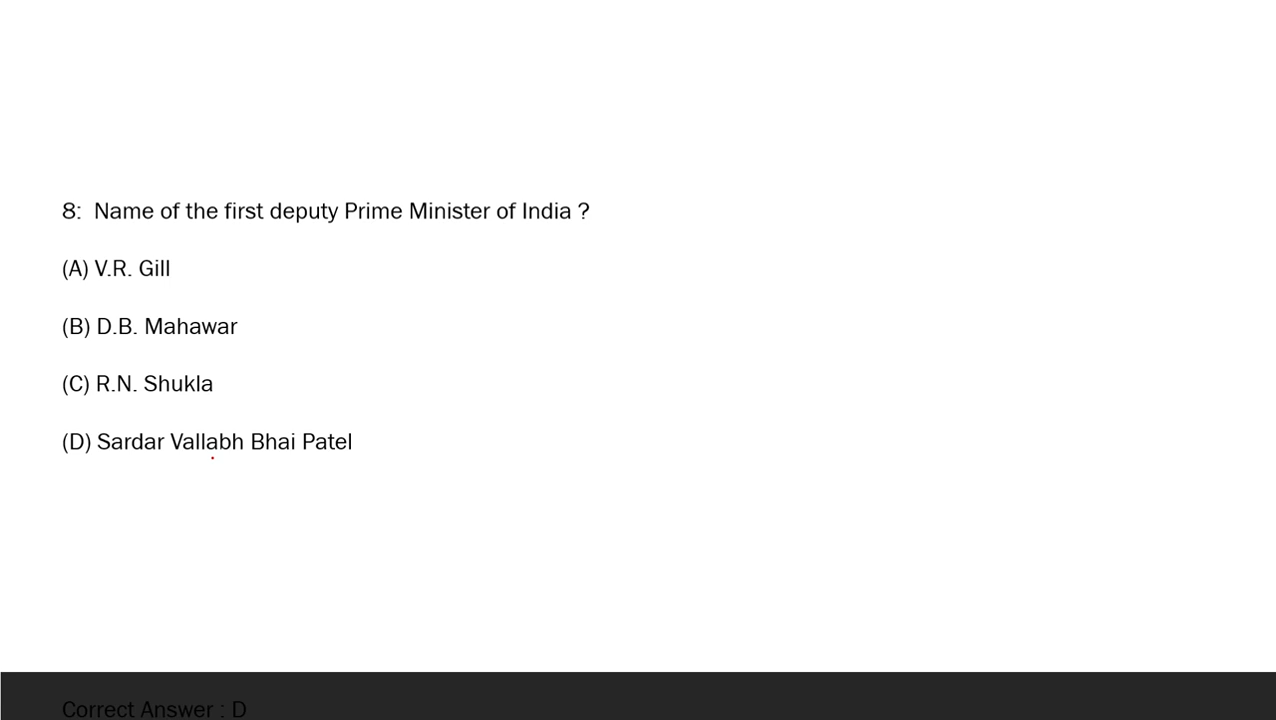 8:  Name of the first deputy Prime Minister of India ?
(A) V.R. Gill
(B) D.B. Mahawar
(C) R.N. Shukla
(D) Sardar Vallabh Bhai Patel
Correct Answer : D